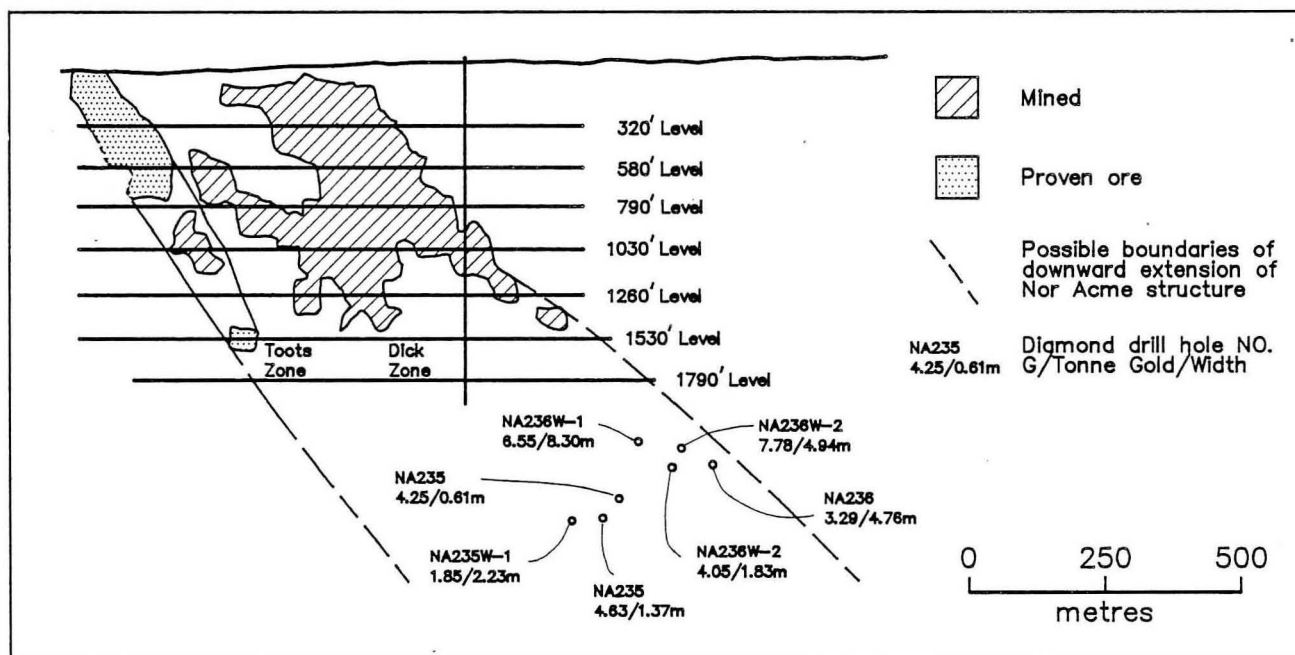 320' Level
580' Level
790' Level
1030' Level
1260' Level
1530' Level
Toots
Zone
Dick
Zone
1790' Level
NA236W-1
6.55/8.30m
NA236W-2
7.78/4.94m
NA235
4.25/0.61m
NA236
3.29/4.76m
NA235W-1
1.85/2.23m
NA236W-2
4.05/1.83m
NA235
4.63/1.37m
Mined
Proven ore
Possible boundaries of
downward extension of
Nor Acme structure
NA235
4.25/0.61m
Diamond drill hole NO.
G/Tonne Gold/Width
0 250 500
metres